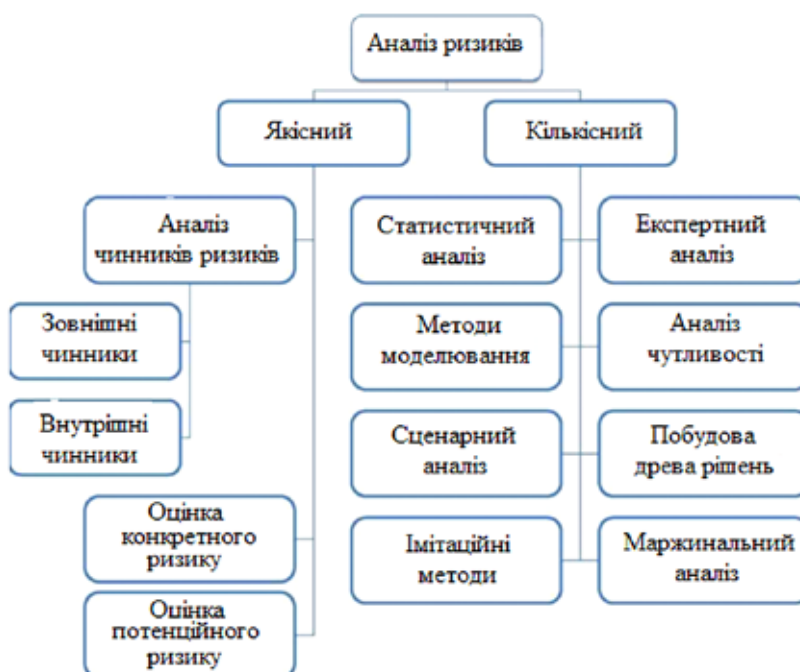 Аналіз ризиків
Якісний
Кількісний
Аналіз
чинників ризиків
Зовнішні
чинники
Внутрішні
чинники
Оцінка
конкретного
ризику
Оцінка
потенційного
ризику
Статистичний
аналіз
Експертний
аналіз
Методи
моделювання
Аналіз
чутливості
Сценарний
аналіз
Побудова
древа рішень
Імітаційні
методи
Маржинальний
аналіз